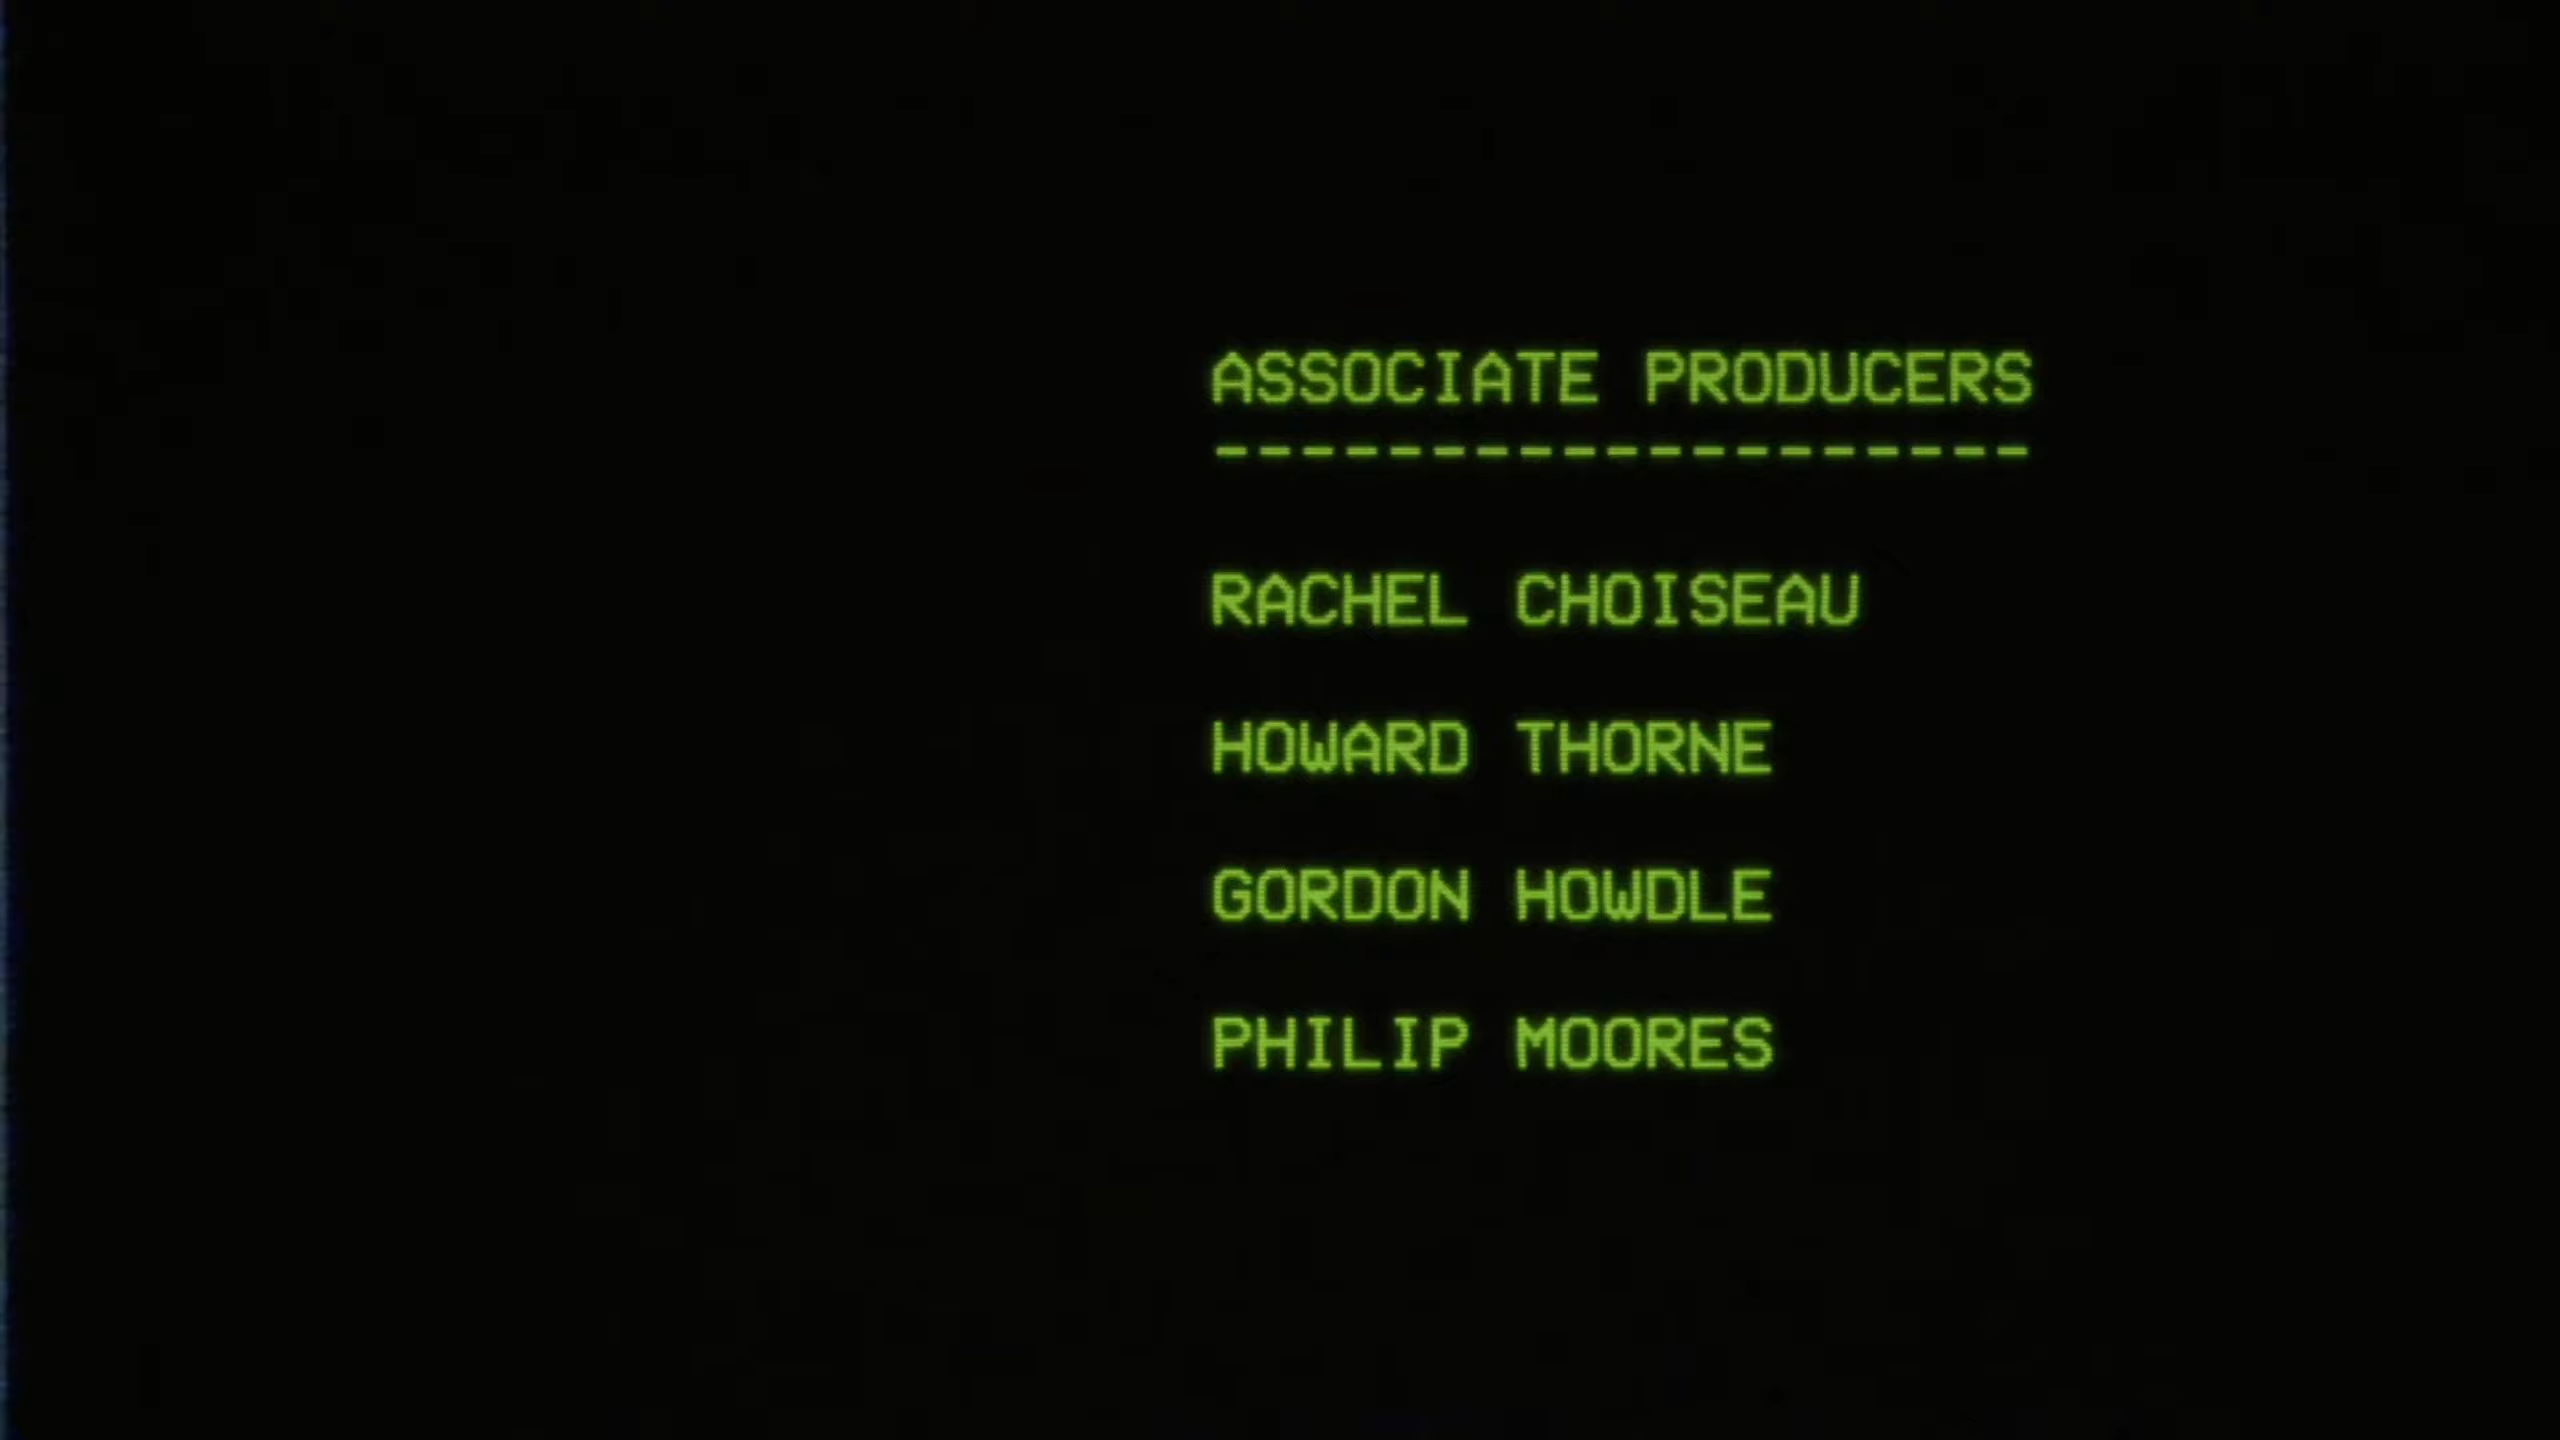 ASSOCIATE PRODUCERS
-------------------
RACHEL CHOISEAU
HOWARD THORNE
GORDON HOWDLE
PHILIP MOORES